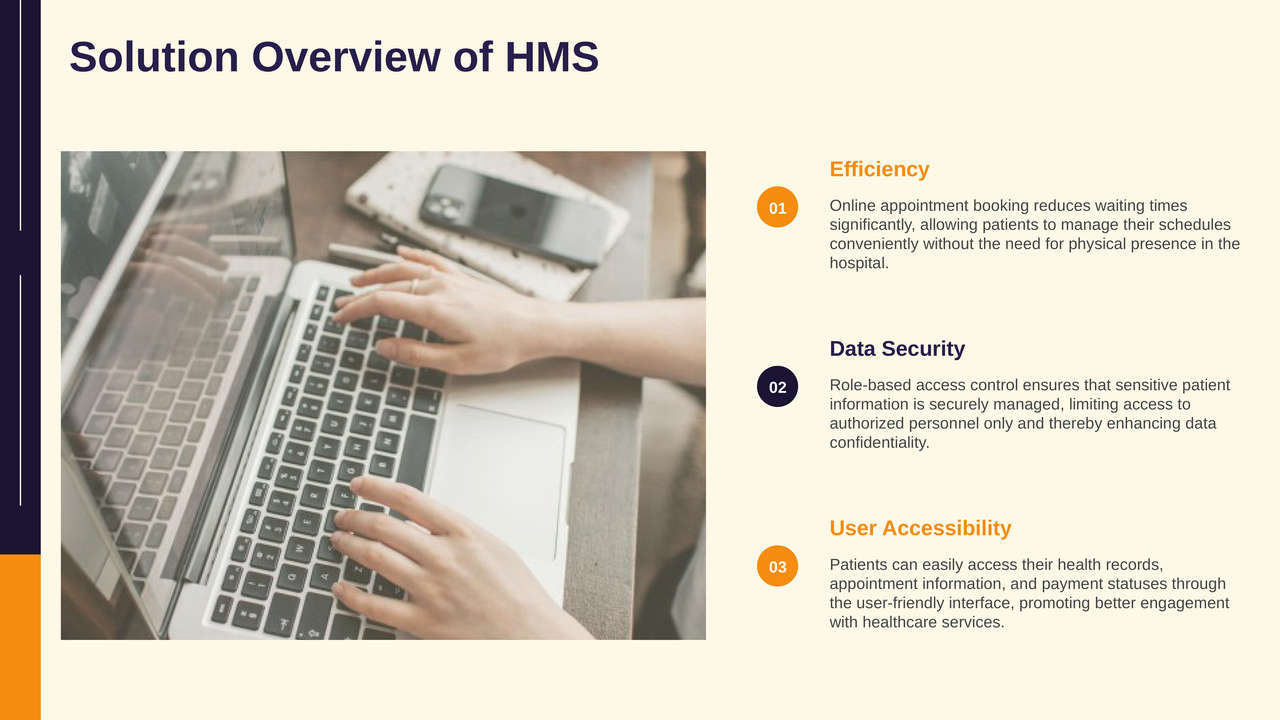 Solution Overview of HMS
Efficiency
01
Online appointment booking reduces waiting times
significantly, allowing patients to manage their schedules
conveniently without the need for physical presence in the
hospital.
Data Security
02
Role-based access control ensures that sensitive patient
information is securely managed, limiting access to
authorized personnel only and thereby enhancing data
confidentiality.
User Accessibility
03
Patients can easily access their health records,
appointment information, and payment statuses through
the user-friendly interface, promoting better engagement
with healthcare services.